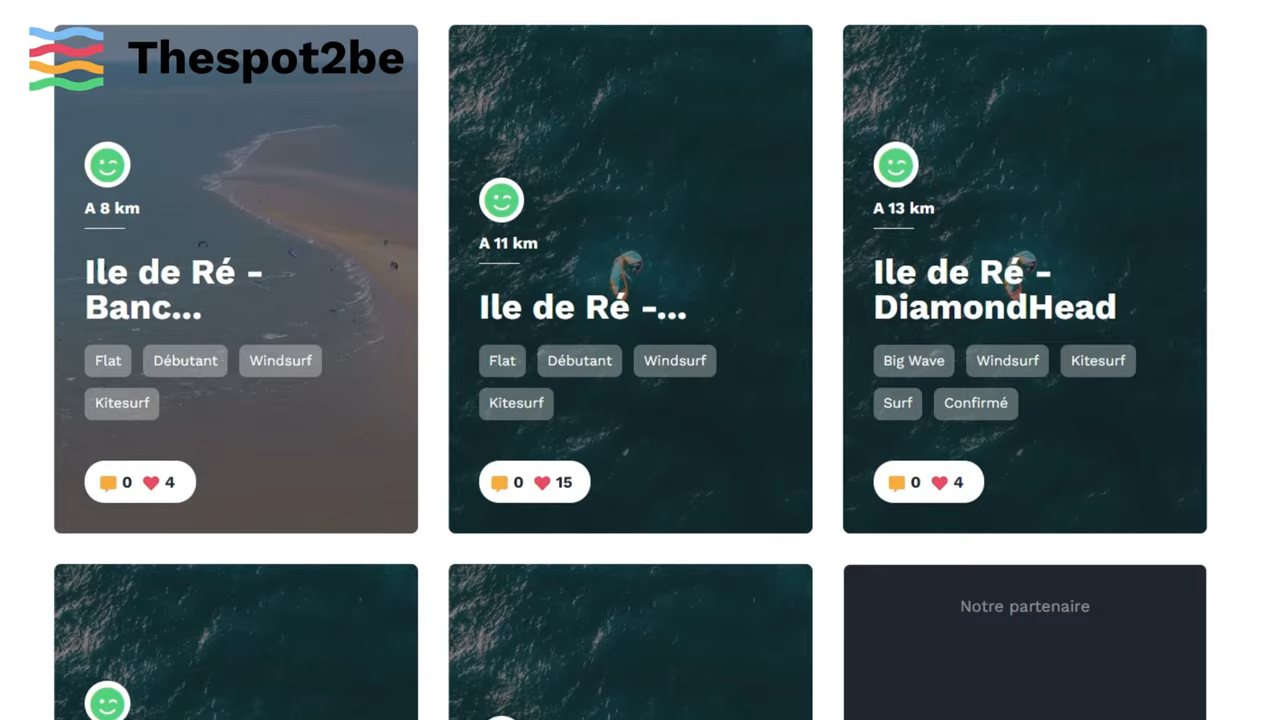 Thespot2be
A 8 km
Ile de Ré -
Banc...
Flat Débutant Windsurf
Kitesurf
0 4
A 11 km
Ile de Ré -...
Flat Débutant Windsurf
Kitesurf
0 15
A 13 km
Ile de Ré -
DiamondHead
Big Wave Windsurf Kitesurf
Surf Confirmé
0 4
Notre partenaire